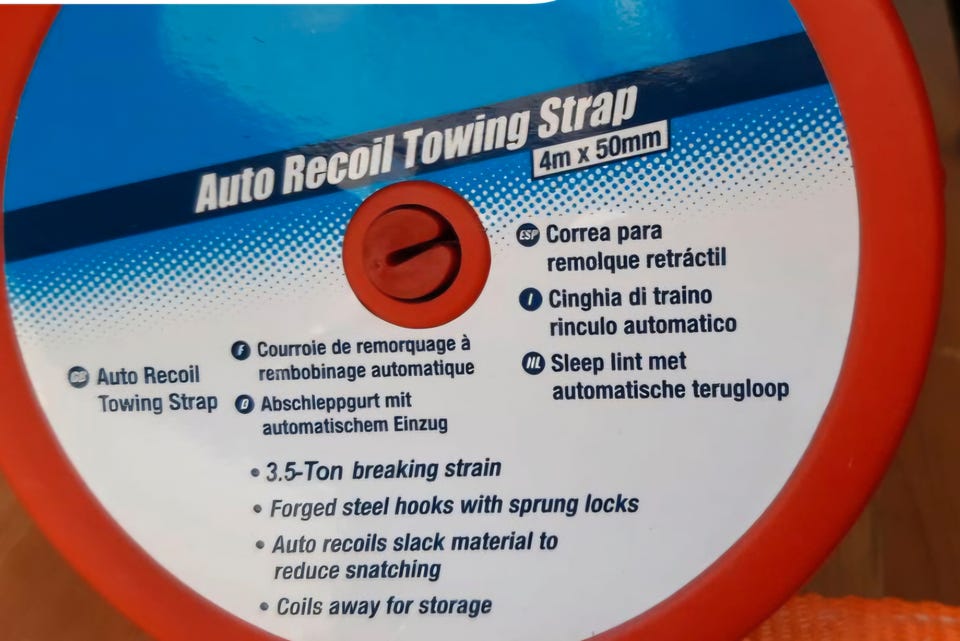 Auto Recoil Towing Strap
4m x 50mm
ESP Correa para
remolque retráctil
I Cinghia di traino
rinculo automatico
NL Sleep lint met
automatische terugloop
F Courroie de remorquage à
rembobinage automatique
D Abschleppgurt mit
automatischem Einzug
GB Auto Recoil
Towing Strap
• 3.5-Ton breaking strain
• Forged steel hooks with sprung locks
• Auto recoils slack material to
reduce snatching
• Coils away for storage